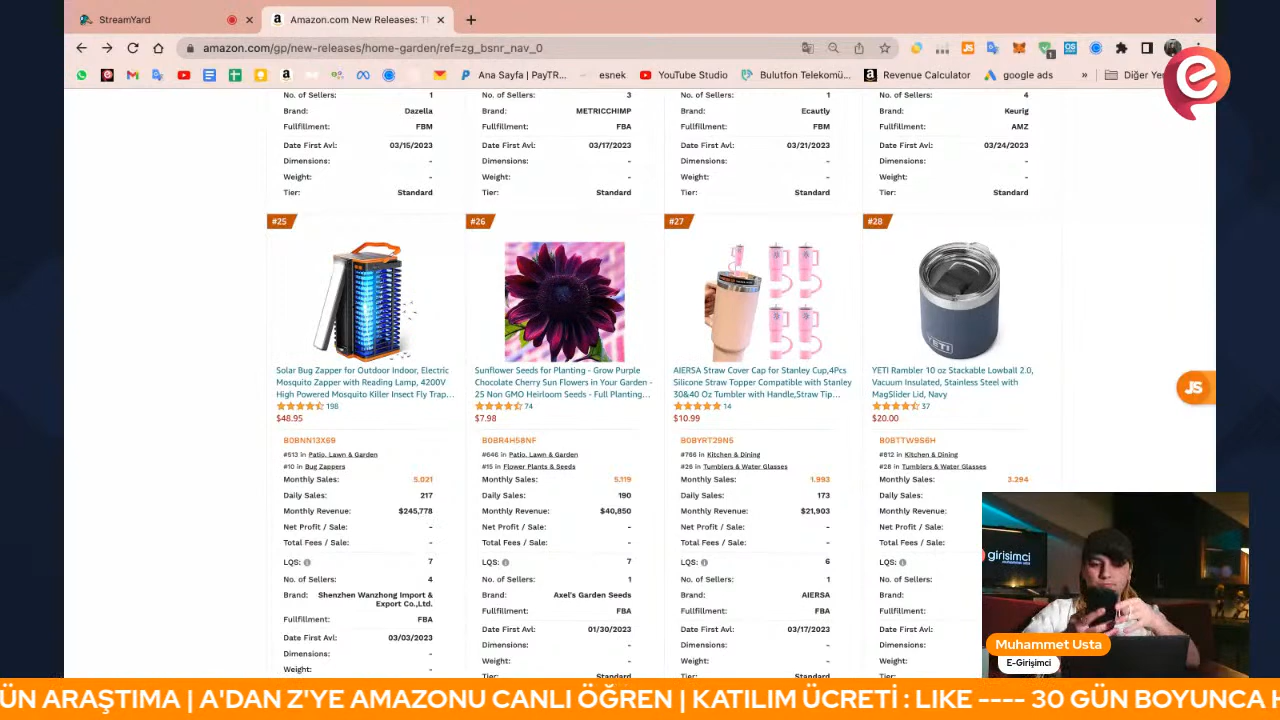 StreamYard
Amazon.com New Releases: Th
amazon.com/gp/new-releases/home-garden/ref=zg_bsnr_nav_0
Ana Sayfa | PayTR... esnek YouTube Studio Bulutfon Telekomü... Revenue Calculator google ads » Diğer Yer
No. of Sellers: 1 No. of Sellers: 3 No. of Sellers: 1 No. of Sellers: 4
Brand: Dazella Brand: METRICCHIMP Brand: Ecautly Brand: Keurig
Fullfillment: FBM Fullfillment: FBA Fullfillment: FBM Fullfillment: AMZ
Date First Avl: 03/15/2023 Date First Avl: 03/17/2023 Date First Avl: 03/21/2023 Date First Avl: 03/24/2023
Dimensions: - Dimensions: - Dimensions: - Dimensions: -
Weight: - Weight: - Weight: - Weight: -
Tier: Standard Tier: Standard Tier: Standard Tier: Standard
#25 #26 #27 #28
YETI
Solar Bug Zapper for Outdoor Indoor, Electric
Mosquito Zapper with Reading Lamp, 4200V
High Powered Mosquito Killer Insect Fly Trap...
198
$48.95
B0BNN13X69
#513 in Patio, Lawn & Garden
#10 in Bug Zappers
Monthly Sales: 5.021
Daily Sales: 217
Monthly Revenue: $245,778
Net Profit / Sale: -
Total Fees / Sale: -
LQS: 7
No. of Sellers: 4
Brand: Shenzhen Wanzhong Import &
Export Co.,Ltd.
Fullfillment: FBA
Date First Avl: 03/03/2023
Dimensions: -
Weight: -
Sunflower Seeds for Planting - Grow Purple
Chocolate Cherry Sun Flowers in Your Garden -
25 Non GMO Heirloom Seeds - Full Planting...
74
$7.98
B0BR4H58NF
#646 in Patio, Lawn & Garden
#15 in Flower Plants & Seeds
Monthly Sales: 5.119
Daily Sales: 190
Monthly Revenue: $40,850
Net Profit / Sale: -
Total Fees / Sale: -
LQS: 7
No. of Sellers: 1
Brand: Axel's Garden Seeds
Fullfillment: FBA
Date First Avl: 01/30/2023
Dimensions: -
Weight: -
Tier: Standard
AIERSA Straw Cover Cap for Stanley Cup,4Pcs
Silicone Straw Topper Compatible with Stanley
30&40 Oz Tumbler with Handle,Straw Tip...
14
$10.99
B0BYRT29N5
#766 in Kitchen & Dining
#26 in Tumblers & Water Glasses
Monthly Sales: 1.993
Daily Sales: 173
Monthly Revenue: $21,903
Net Profit / Sale: -
Total Fees / Sale: -
LQS: 6
No. of Sellers: 1
Brand: AIERSA
Fullfillment: FBA
Date First Avl: 03/17/2023
Dimensions: -
Weight: -
Tier: Standard
YETI Rambler 10 oz Stackable Lowball 2.0,
Vacuum Insulated, Stainless Steel with
MagSlider Lid, Navy
37
$20.00
B0BTTW9S6H
#812 in Kitchen & Dining
#28 in Tumblers & Water Glasses
Monthly Sales: 3.294
Daily Sales:
Monthly Revenue:
Net Profit / Sale:
Total Fees / Sale:
LQS:
No. of Sellers:
Brand:
Fullfillment:
Date First Avl:
Dimensions:
Weight:
Tier:
JS
girisimci
Muhammet Usta
E-Girişimci
ÜN ARAŞTIMA | A'DAN Z'YE AMAZONU CANLI ÖĞREN | KATILIM ÜCRETİ : LIKE ---- 30 GÜN BOYUNCA H